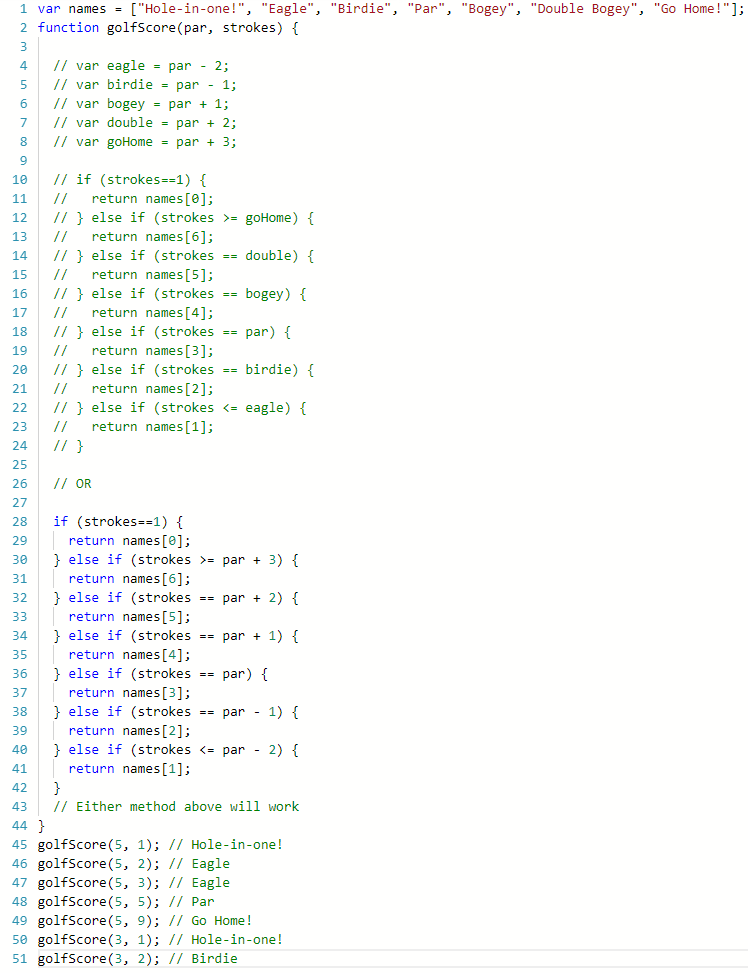 1 var names = ["Hole-in-one!", "Eagle", "Birdie", "Par", "Bogey", "Double Bogey", "Go Home!"];
2 function golfScore(par, strokes) {
3
4   // var eagle = par - 2;
5   // var birdie = par - 1;
6   // var bogey = par + 1;
7   // var double = par + 2;
8   // var goHome = par + 3;
9
10   // if (strokes==1) {
11   //   return names[0];
12   // } else if (strokes >= goHome) {
13   //   return names[6];
14   // } else if (strokes == double) {
15   //   return names[5];
16   // } else if (strokes == bogey) {
17   //   return names[4];
18   // } else if (strokes == par) {
19   //   return names[3];
20   // } else if (strokes == birdie) {
21   //   return names[2];
22   // } else if (strokes <= eagle) {
23   //   return names[1];
24   // }
25
26   // OR
27
28   if (strokes==1) {
29     return names[0];
30   } else if (strokes >= par + 3) {
31     return names[6];
32   } else if (strokes == par + 2) {
33     return names[5];
34   } else if (strokes == par + 1) {
35     return names[4];
36   } else if (strokes == par) {
37     return names[3];
38   } else if (strokes == par - 1) {
39     return names[2];
40   } else if (strokes <= par - 2) {
41     return names[1];
42   }
43   // Either method above will work
44 }
45 golfScore(5, 1); // Hole-in-one!
46 golfScore(5, 2); // Eagle
47 golfScore(5, 3); // Eagle
48 golfScore(5, 5); // Par
49 golfScore(5, 9); // Go Home!
50 golfScore(3, 1); // Hole-in-one!
51 golfScore(3, 2); // Birdie